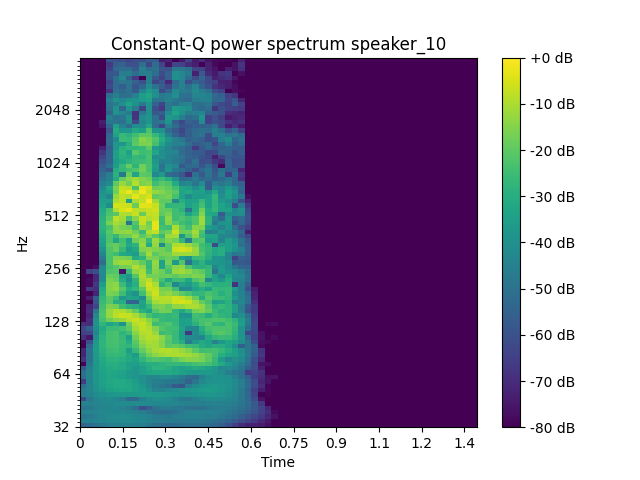 Constant-Q power spectrum speaker_10
+0 dB
-10 dB
-20 dB
-30 dB
-40 dB
-50 dB
-60 dB
-70 dB
-80 dB
Hz
2048
1024
512
256
128
64
32
0 0.15 0.3 0.45 0.6 0.75 0.9 1.1 1.2 1.4
Time